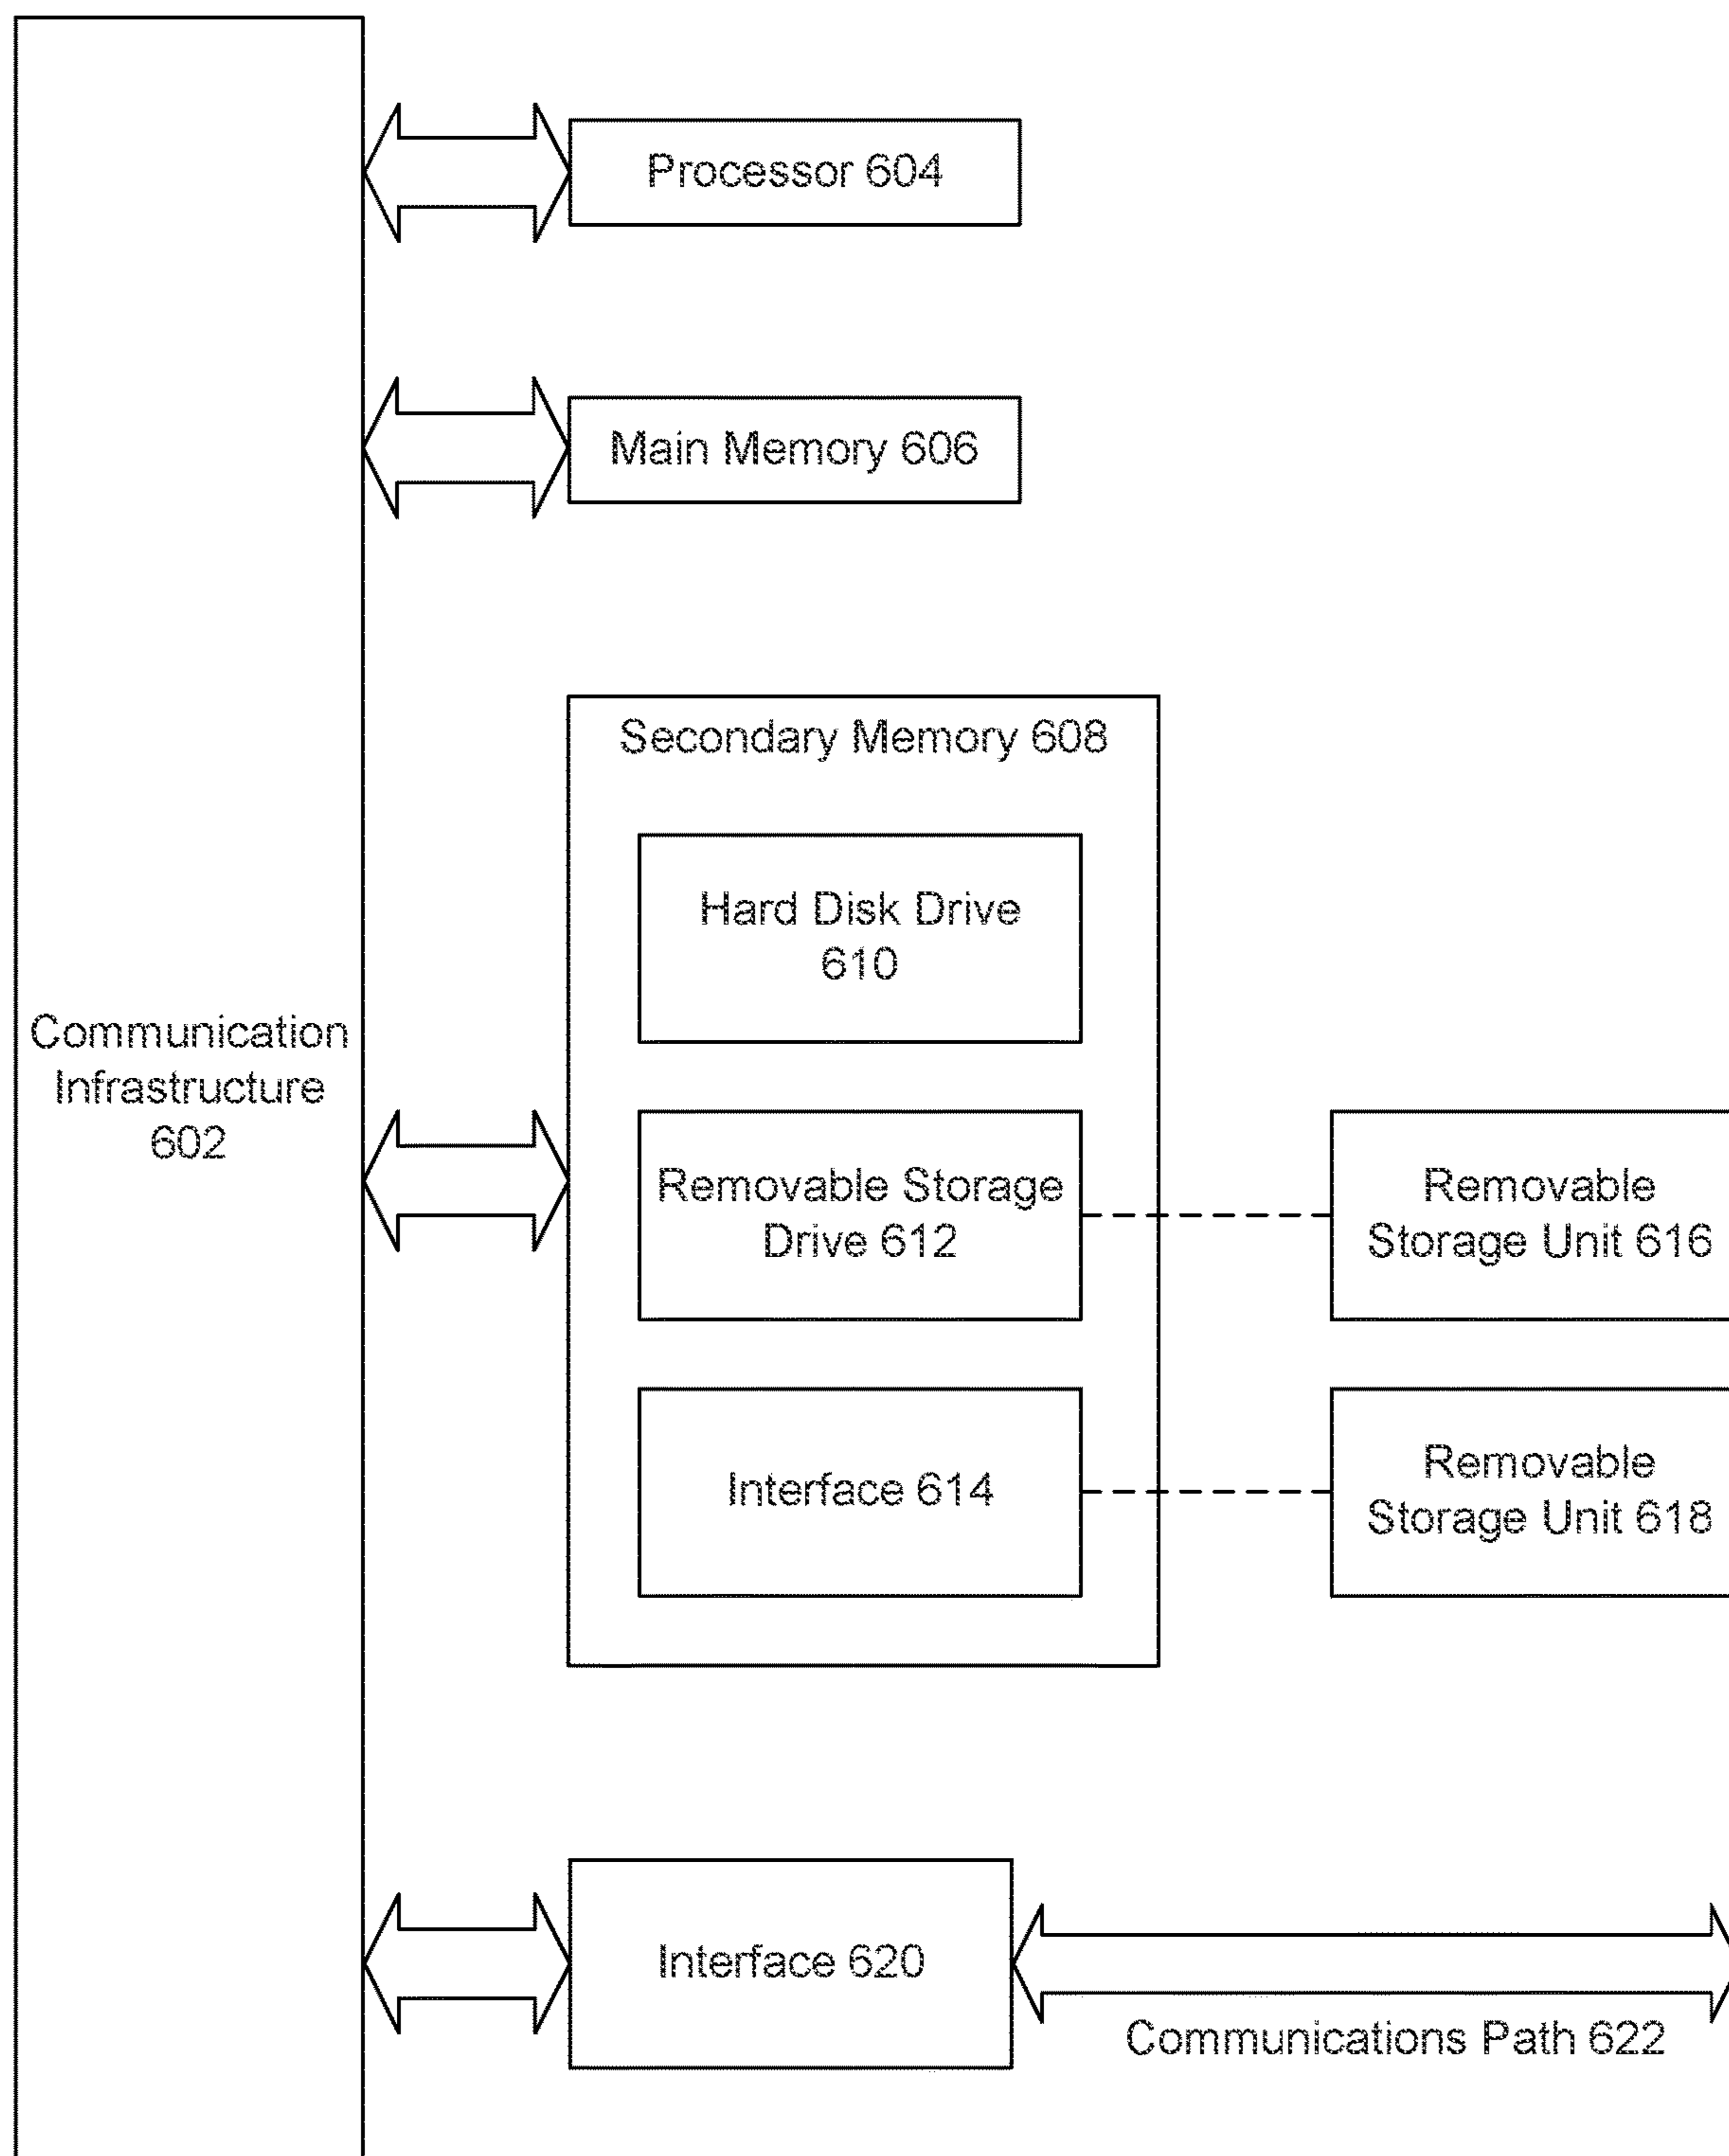 Processor 604
Main Memory 606
Secondary Memory 608
Hard Disk Drive
610
Communication
Infrastructure
602
Removable Storage
Drive 612
Removable
Storage Unit 616
Interface 614
Removable
Storage Unit 618
Interface 620
Communications Path 622